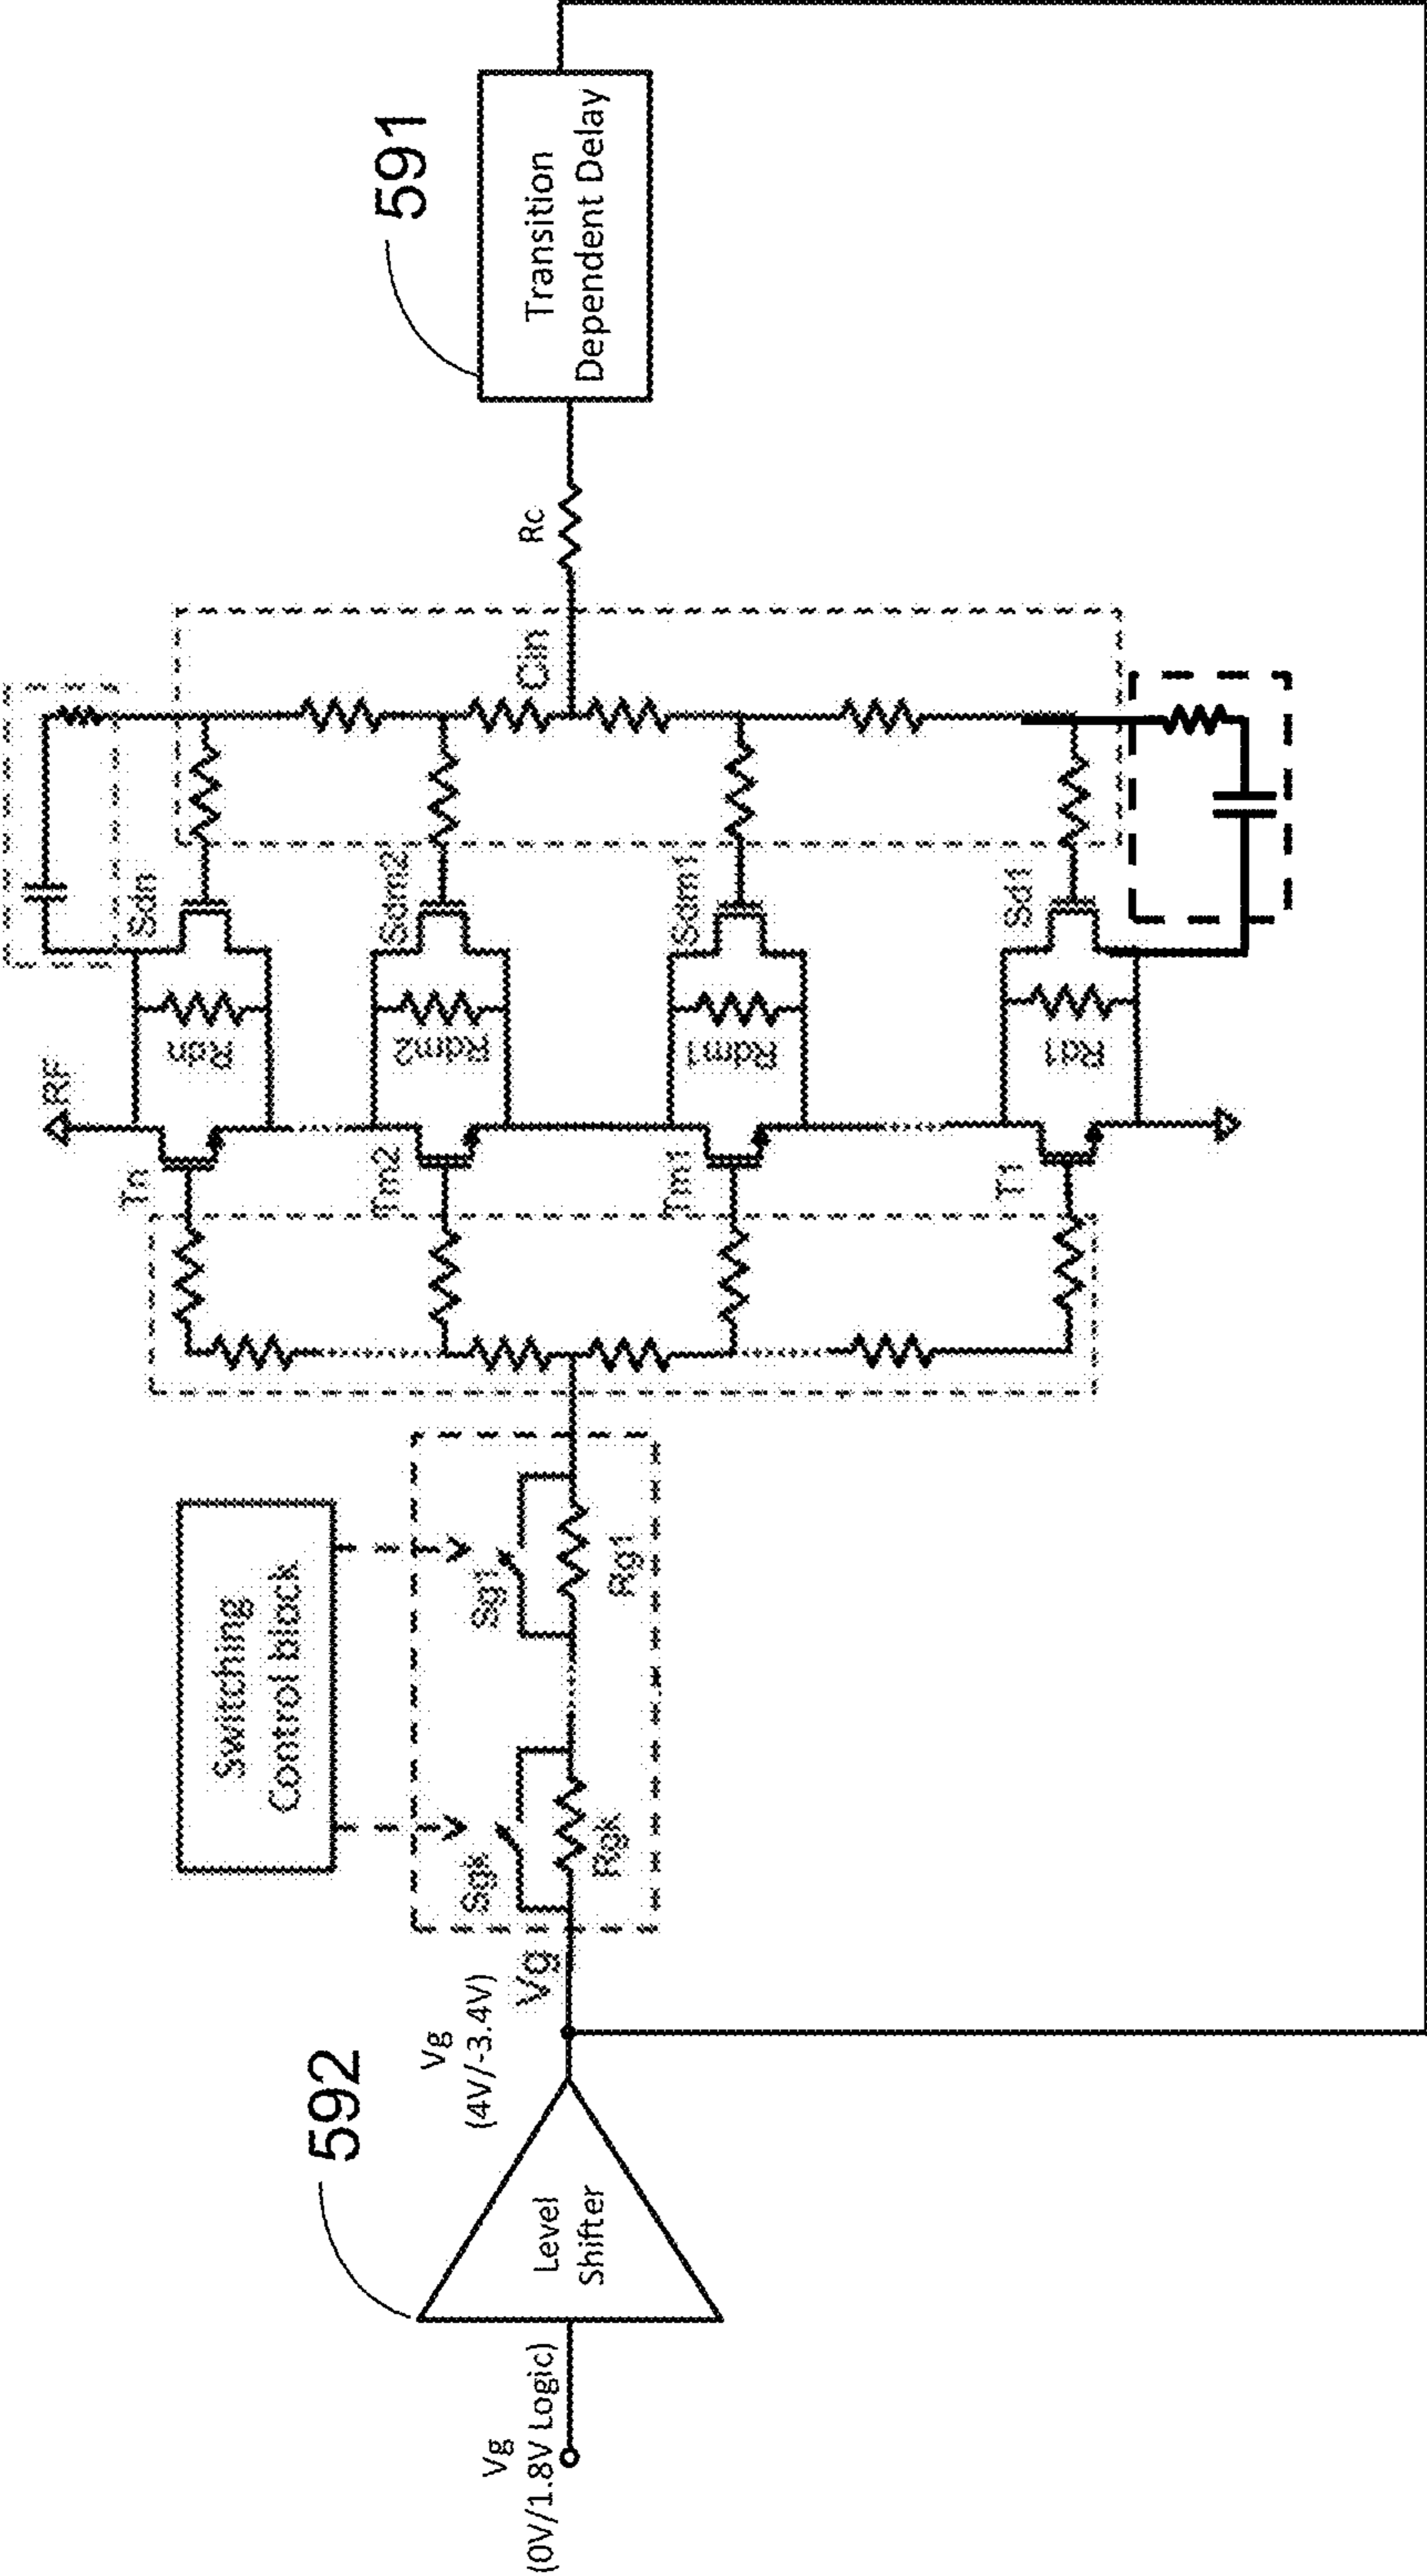 592
Vg
(0V/1.8V Logic)
Level
Shifter
Vg
(4V/-3.4V)
Vg
Switching
Control block
Sgk
Rgk
Sg1
Rg1
Tn
Tm2
Tm1
T1
RF
Rdn
Rdm2
Rdm1
Rd1
Sdn
Sdm2
Sdm1
Sd1
Rc
591
Transition
Dependent Delay